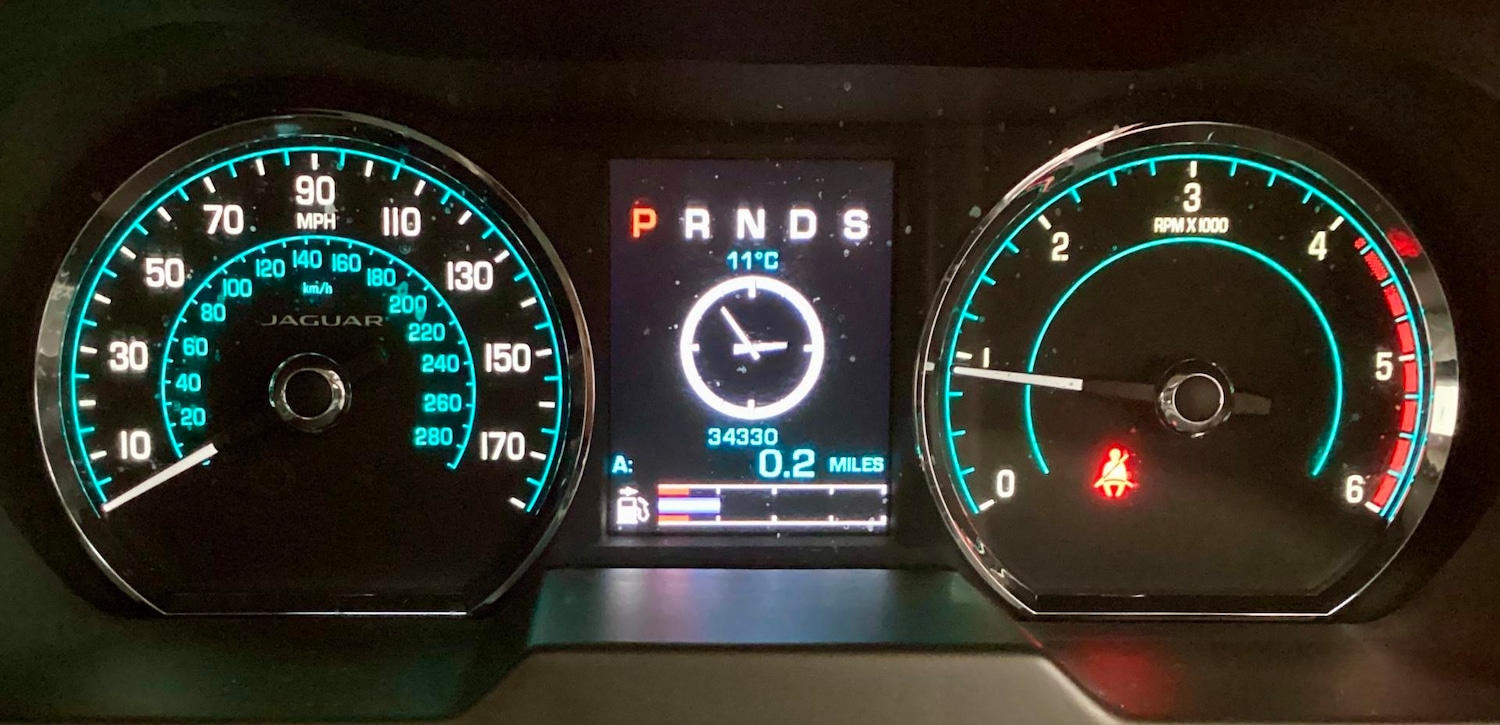 90
MPH
70 110
50 130
30 150
10 170
140
120 160
100 180
80 200
60 220
40 240
20 260
280
km/h
JAGUAR
P R N D S
11°C
34330
A: 0.2 MILES
3
RPM X 1000
2 4
1 5
0 6